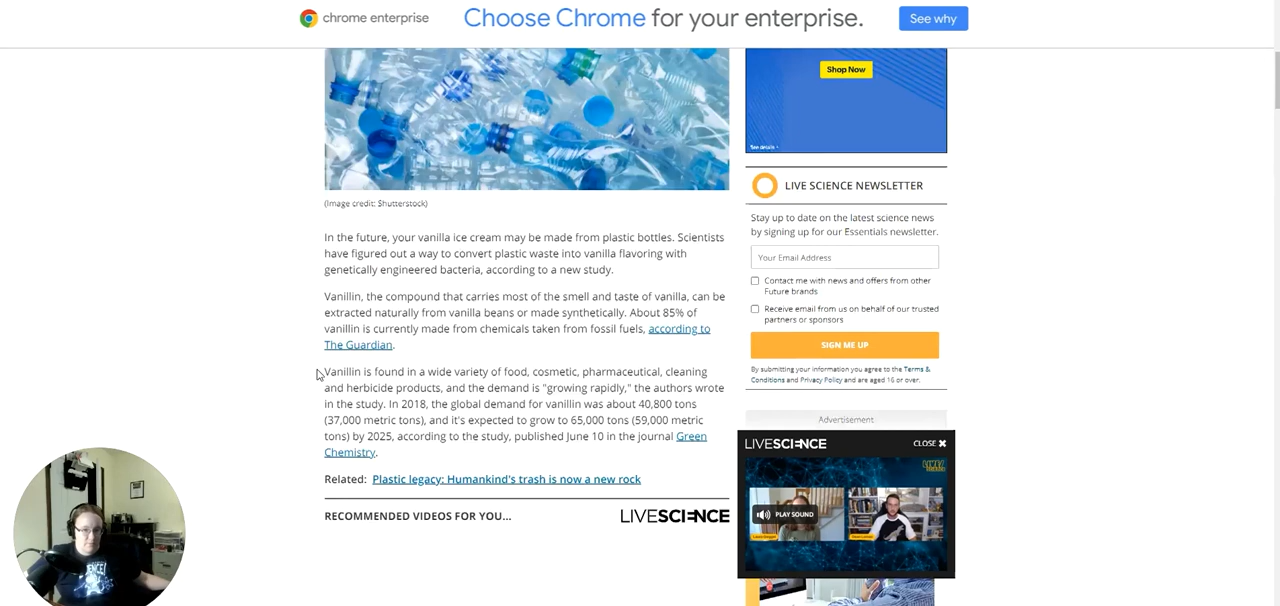 chrome enterprise
Choose Chrome for your enterprise.
See why
Shop Now
See details
(Image credit: Shutterstock)
In the future, your vanilla ice cream may be made from plastic bottles. Scientists
have figured out a way to convert plastic waste into vanilla flavoring with
genetically engineered bacteria, according to a new study.
Vanillin, the compound that carries most of the smell and taste of vanilla, can be
extracted naturally from vanilla beans or made synthetically. About 85% of
vanillin is currently made from chemicals taken from fossil fuels, according to
The Guardian.
Vanillin is found in a wide variety of food, cosmetic, pharmaceutical, cleaning
and herbicide products, and the demand is "growing rapidly," the authors wrote
in the study. In 2018, the global demand for vanillin was about 40,800 tons
(37,000 metric tons), and it's expected to grow to 65,000 tons (59,000 metric
tons) by 2025, according to the study, published June 10 in the journal Green
Chemistry.
Related: Plastic legacy: Humankind's trash is now a new rock
RECOMMENDED VIDEOS FOR YOU...
LIVESCIENCE
LIVE SCIENCE NEWSLETTER
Stay up to date on the latest science news
by signing up for our Essentials newsletter.
Your Email Address
Contact me with news and offers from other
Future brands
Receive email from us on behalf of our trusted
partners or sponsors
SIGN ME UP
By submitting your information you agree to the Terms &
Conditions and Privacy Policy and are aged 16 or over.
Advertisement
LIVESCIENCE
CLOSE ✖
PLAY SOUND